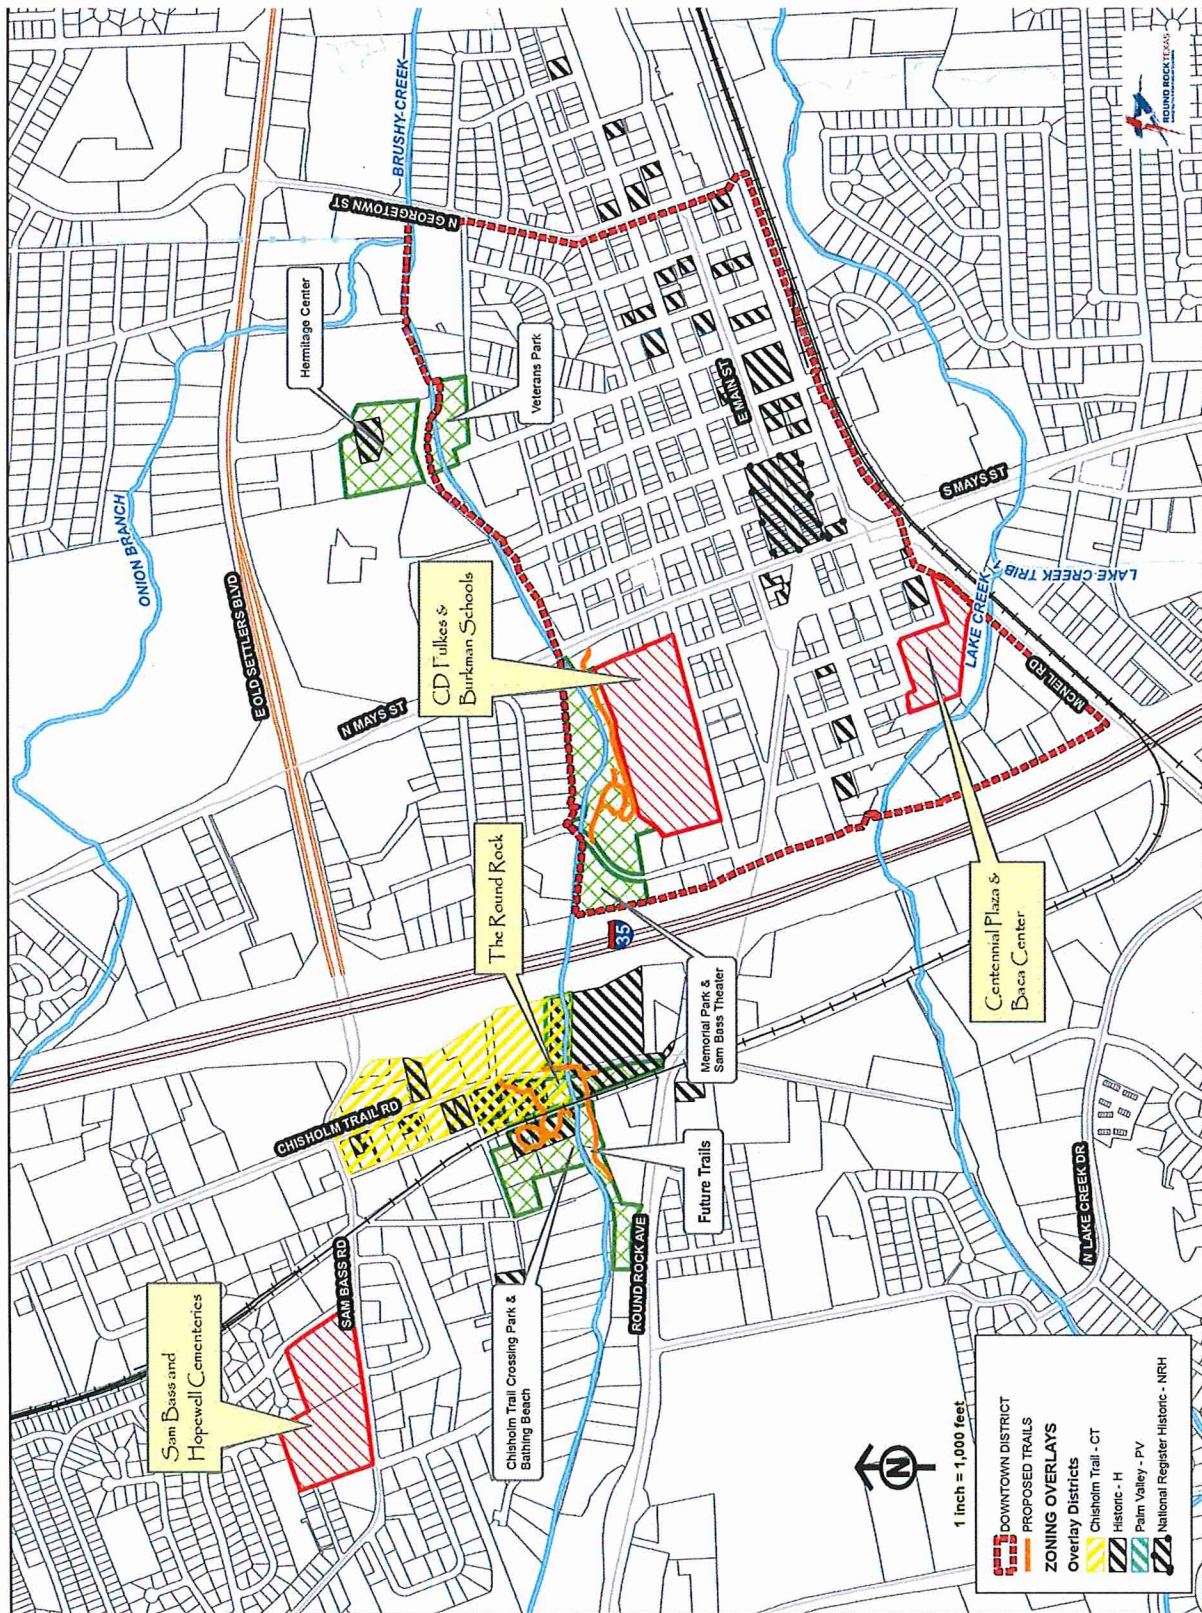 Sam Bass and
Hopewell Cementeries
SAM BASS RD
CHISHOLM TRAIL RD
E OLD SETTLERS BLVD
ONION BRANCH
N MAYS ST
Hermitage Center
BRUSHY CREEK
N GEORGETOWN ST
Veterans Park
CD Fulkes &
Burkman Schools
The Round Rock
35
Chisholm Trail Crossing Park &
Bathing Beach
Future Trails
Memorial Park &
Sam Bass Theater
ROUND ROCK AVE
E MAIN ST
S MAYS ST
LAKE CREEK
LAKE CREEK TRIB 1
MCNEIL RD
Centennial Plaza &
Baca Center
N LAKE CREEK DR
N
1 inch = 1,000 feet
DOWNTOWN DISTRICT
PROPOSED TRAILS
ZONING OVERLAYS
Overlay Districts
Chisholm Trail - CT
Historic - H
Palm Valley - PV
National Register Historic - NRH
ROUND ROCK TEXAS